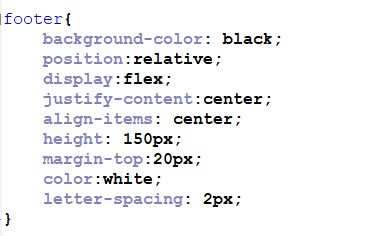 footer{
background-color: black;
position:relative;
display:flex;
justify-content:center;
align-items: center;
height: 150px;
margin-top:20px;
color:white;
letter-spacing: 2px;
}